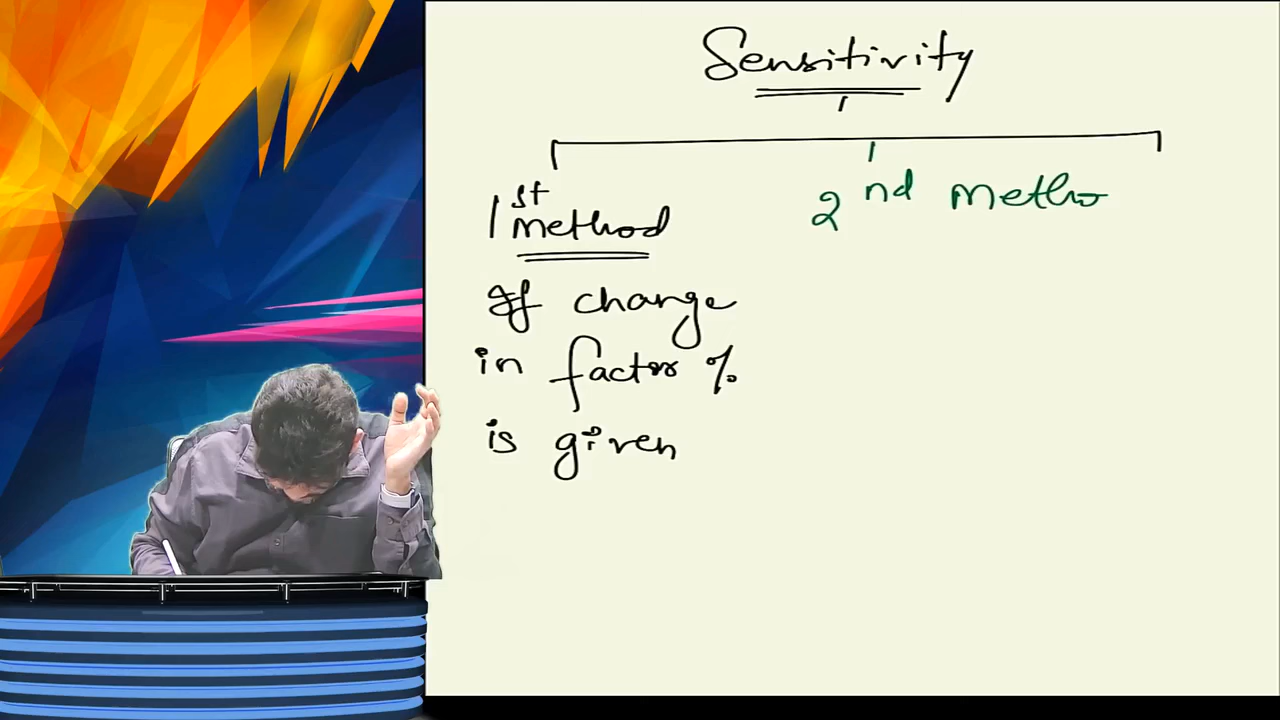 Sensitivity
1st method
2nd Metho
If change
in factor %
is given